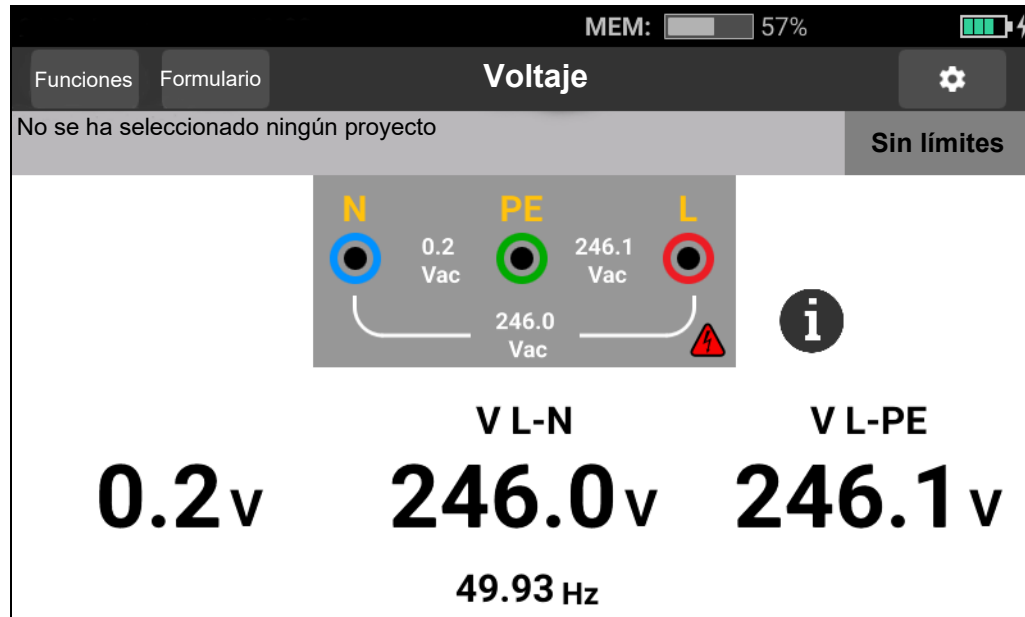 MEM: 57%
Funciones Formulario Voltaje
No se ha seleccionado ningún proyecto
Sin límites
N PE L
0.2 Vac
246.1 Vac
246.0 Vac
i
V L-N V L-PE
0.2 V 246.0 V 246.1 V
49.93 Hz